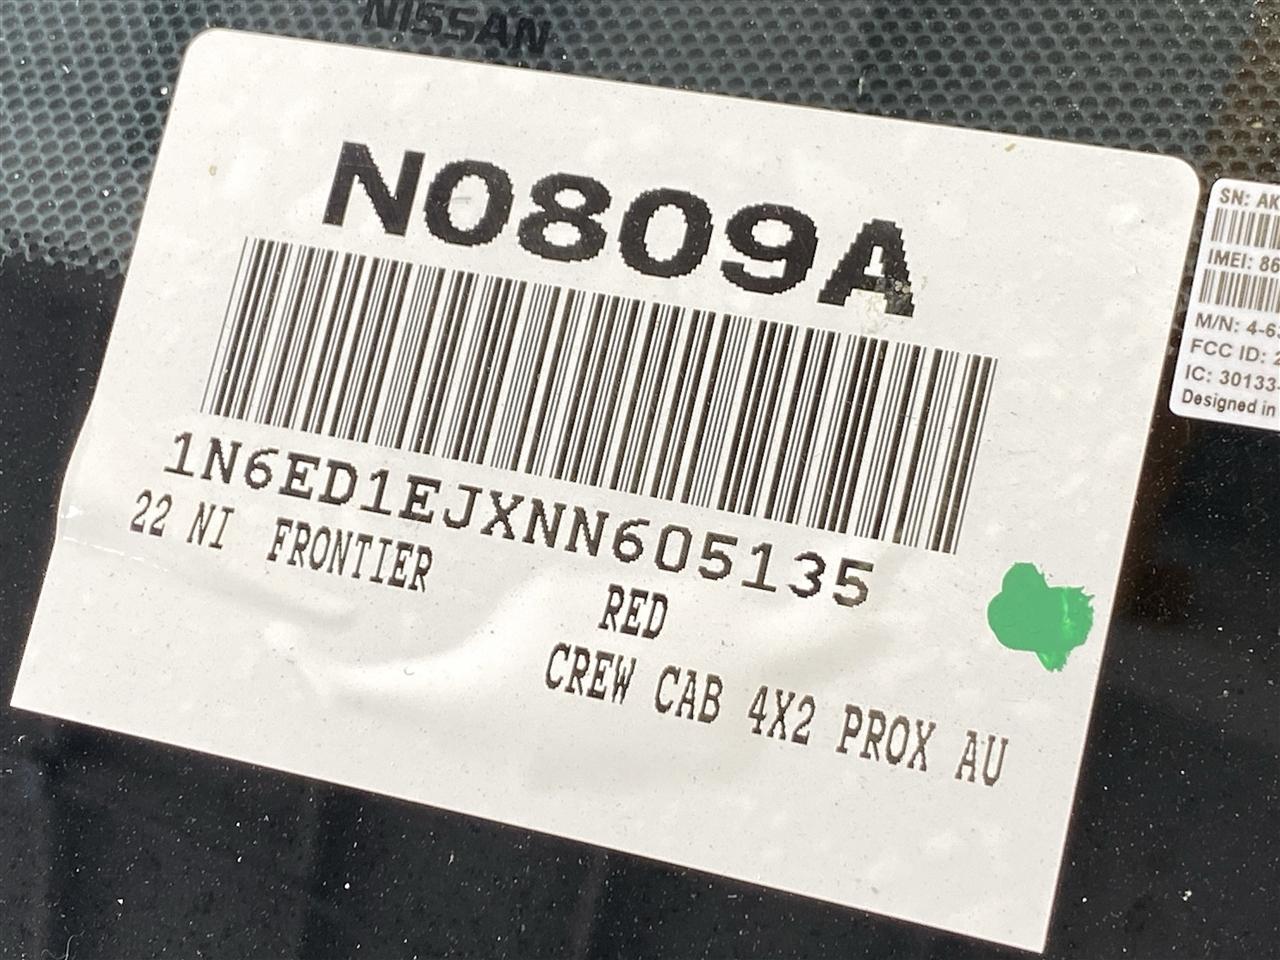 NISSAN
N0809A
1N6ED1EJXNN605135
22 NI FRONTIER
RED
CREW CAB 4X2 PROX AU
SN: AK
IMEI: 86
M/N: 4-6
FCC ID: 2
IC: 30133-
Designed in